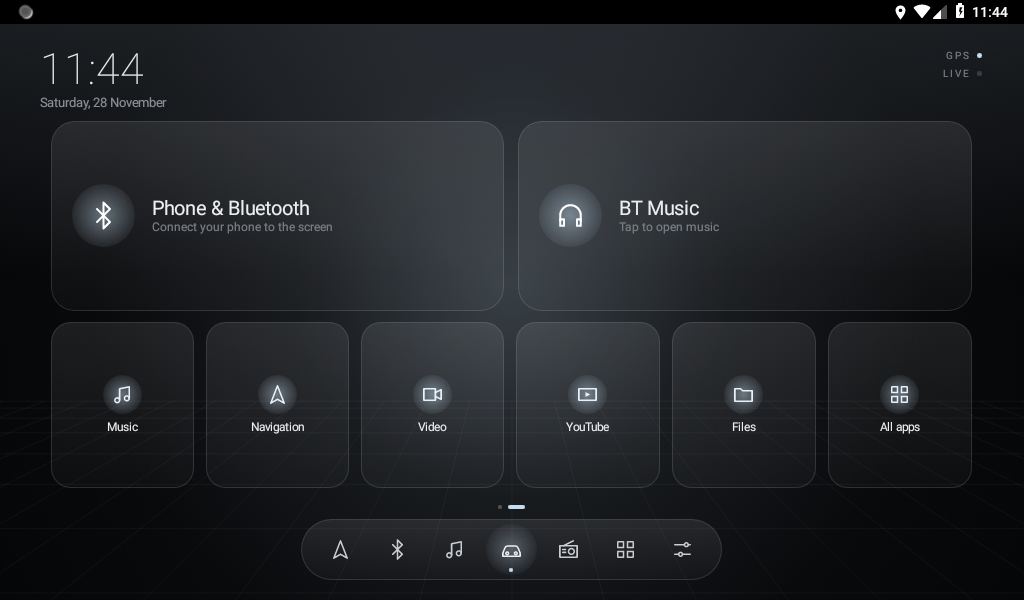 11:44
11:44
Saturday, 28 November
GPS
LIVE
Phone & Bluetooth
Connect your phone to the screen
BT Music
Tap to open music
Music
Navigation
Video
YouTube
Files
All apps